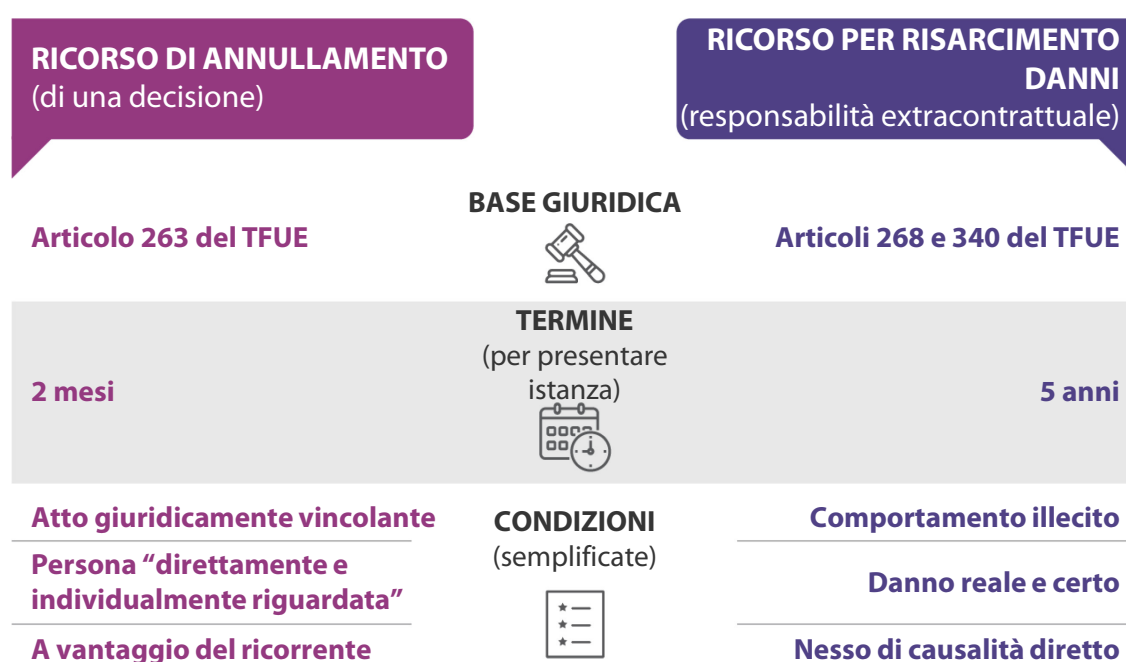 RICORSO DI ANNULLAMENTO
(di una decisione)
RICORSO PER RISARCIMENTO
DANNI
(responsabilità extracontrattuale)
BASE GIURIDICA
Articolo 263 del TFUE
Articoli 268 e 340 del TFUE
TERMINE
(per presentare
istanza)
2 mesi
5 anni
CONDIZIONI
(semplificate)
Atto giuridicamente vincolante
Comportamento illecito
Persona “direttamente e
individualmente riguardata”
Danno reale e certo
A vantaggio del ricorrente
Nesso di causalità diretto